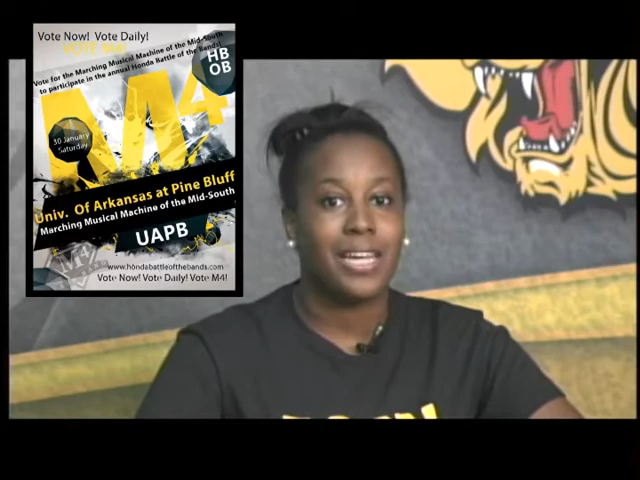 Vote Now! Vote Daily!
VOTE M4!
Vote for the Marching Musical Machine of the Mid-South
to participate in the annual Honda Battle of the Bands!
HB
OB
M4
30 January
Saturday
Univ. Of Arkansas at Pine Bluff
Marching Musical Machine of the Mid-South
UAPB
M4
www.hondabattleofthebands.com
Vote Now! Vote Daily! Vote M4!